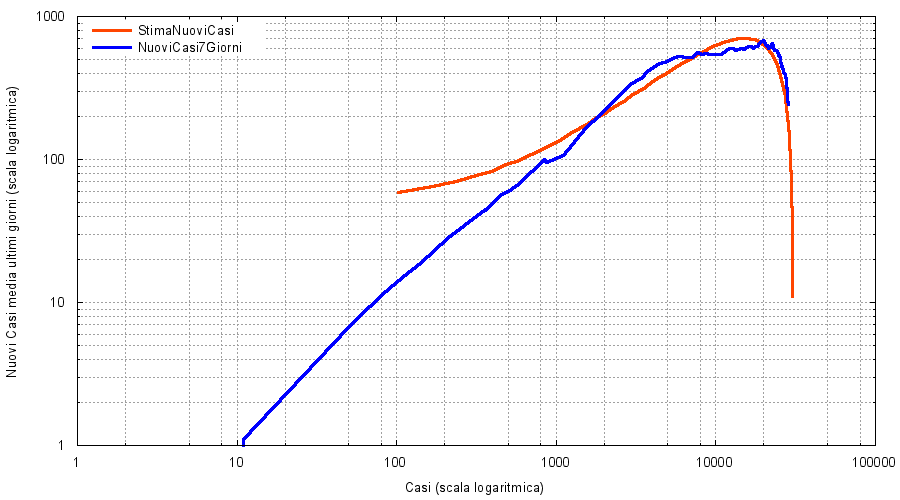 1000
100
10
1
StimaNuoviCasi
NuoviCasi7Giorni
Nuovi Casi media ultimi giorni (scala logaritmica)
1 10 100 1000 10000 100000
Casi (scala logaritmica)